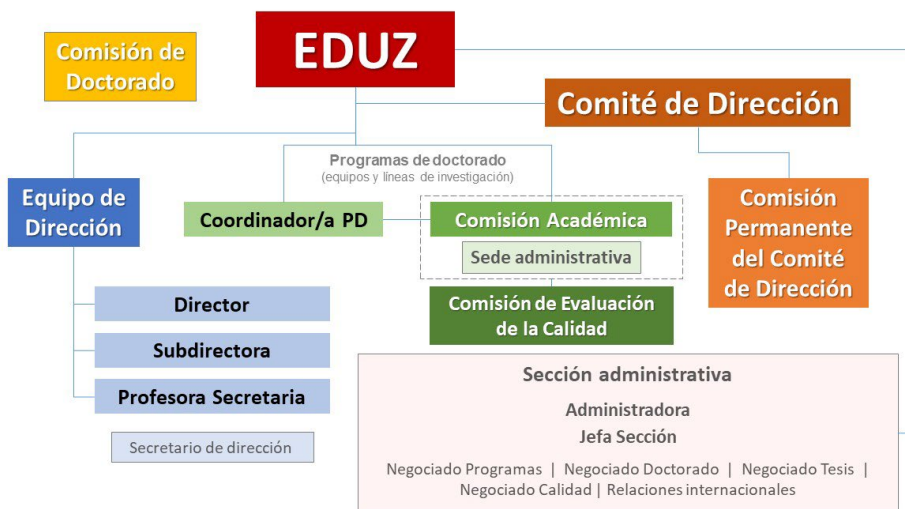 Comisión de
Doctorado
EDUZ
Comité de Dirección
Programas de doctorado
(equipos y líneas de investigación)
Equipo de
Dirección
Coordinador/a PD
Comisión Académica
Sede administrativa
Comisión
Permanente
del Comité
de Dirección
Comisión de Evaluación
de la Calidad
Director
Subdirectora
Profesora Secretaria
Secretario de dirección
Sección administrativa
Administradora
Jefa Sección
Negociado Programas | Negociado Doctorado | Negociado Tesis |
Negociado Calidad | Relaciones internacionales